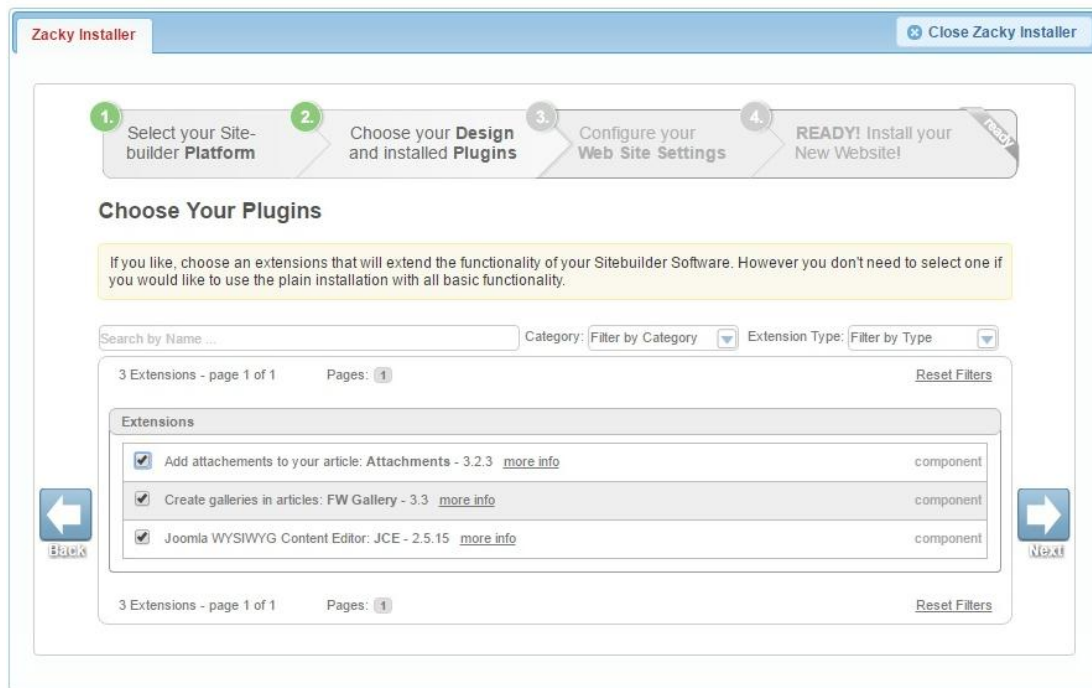 Zacky Installer
Close Zacky Installer
1.
Select your Site-
builder Platform
2.
Choose your Design
and installed Plugins
3.
Configure your
Web Site Settings
4.
READY! Install your
New Website!
ready
Choose Your Plugins
If you like, choose an extensions that will extend the functionality of your Sitebuilder Software. However you don't need to select one if
you would like to use the plain installation with all basic functionality.
Search by Name ...
Category: Filter by Category
Extension Type: Filter by Type
3 Extensions - page 1 of 1 Pages: 1 Reset Filters
Extensions
Add attachements to your article: Attachments - 3.2.3 more info component
Create galleries in articles: FW Gallery - 3.3 more info component
Joomla WYSIWYG Content Editor: JCE - 2.5.15 more info component
Back
Next
3 Extensions - page 1 of 1 Pages: 1 Reset Filters